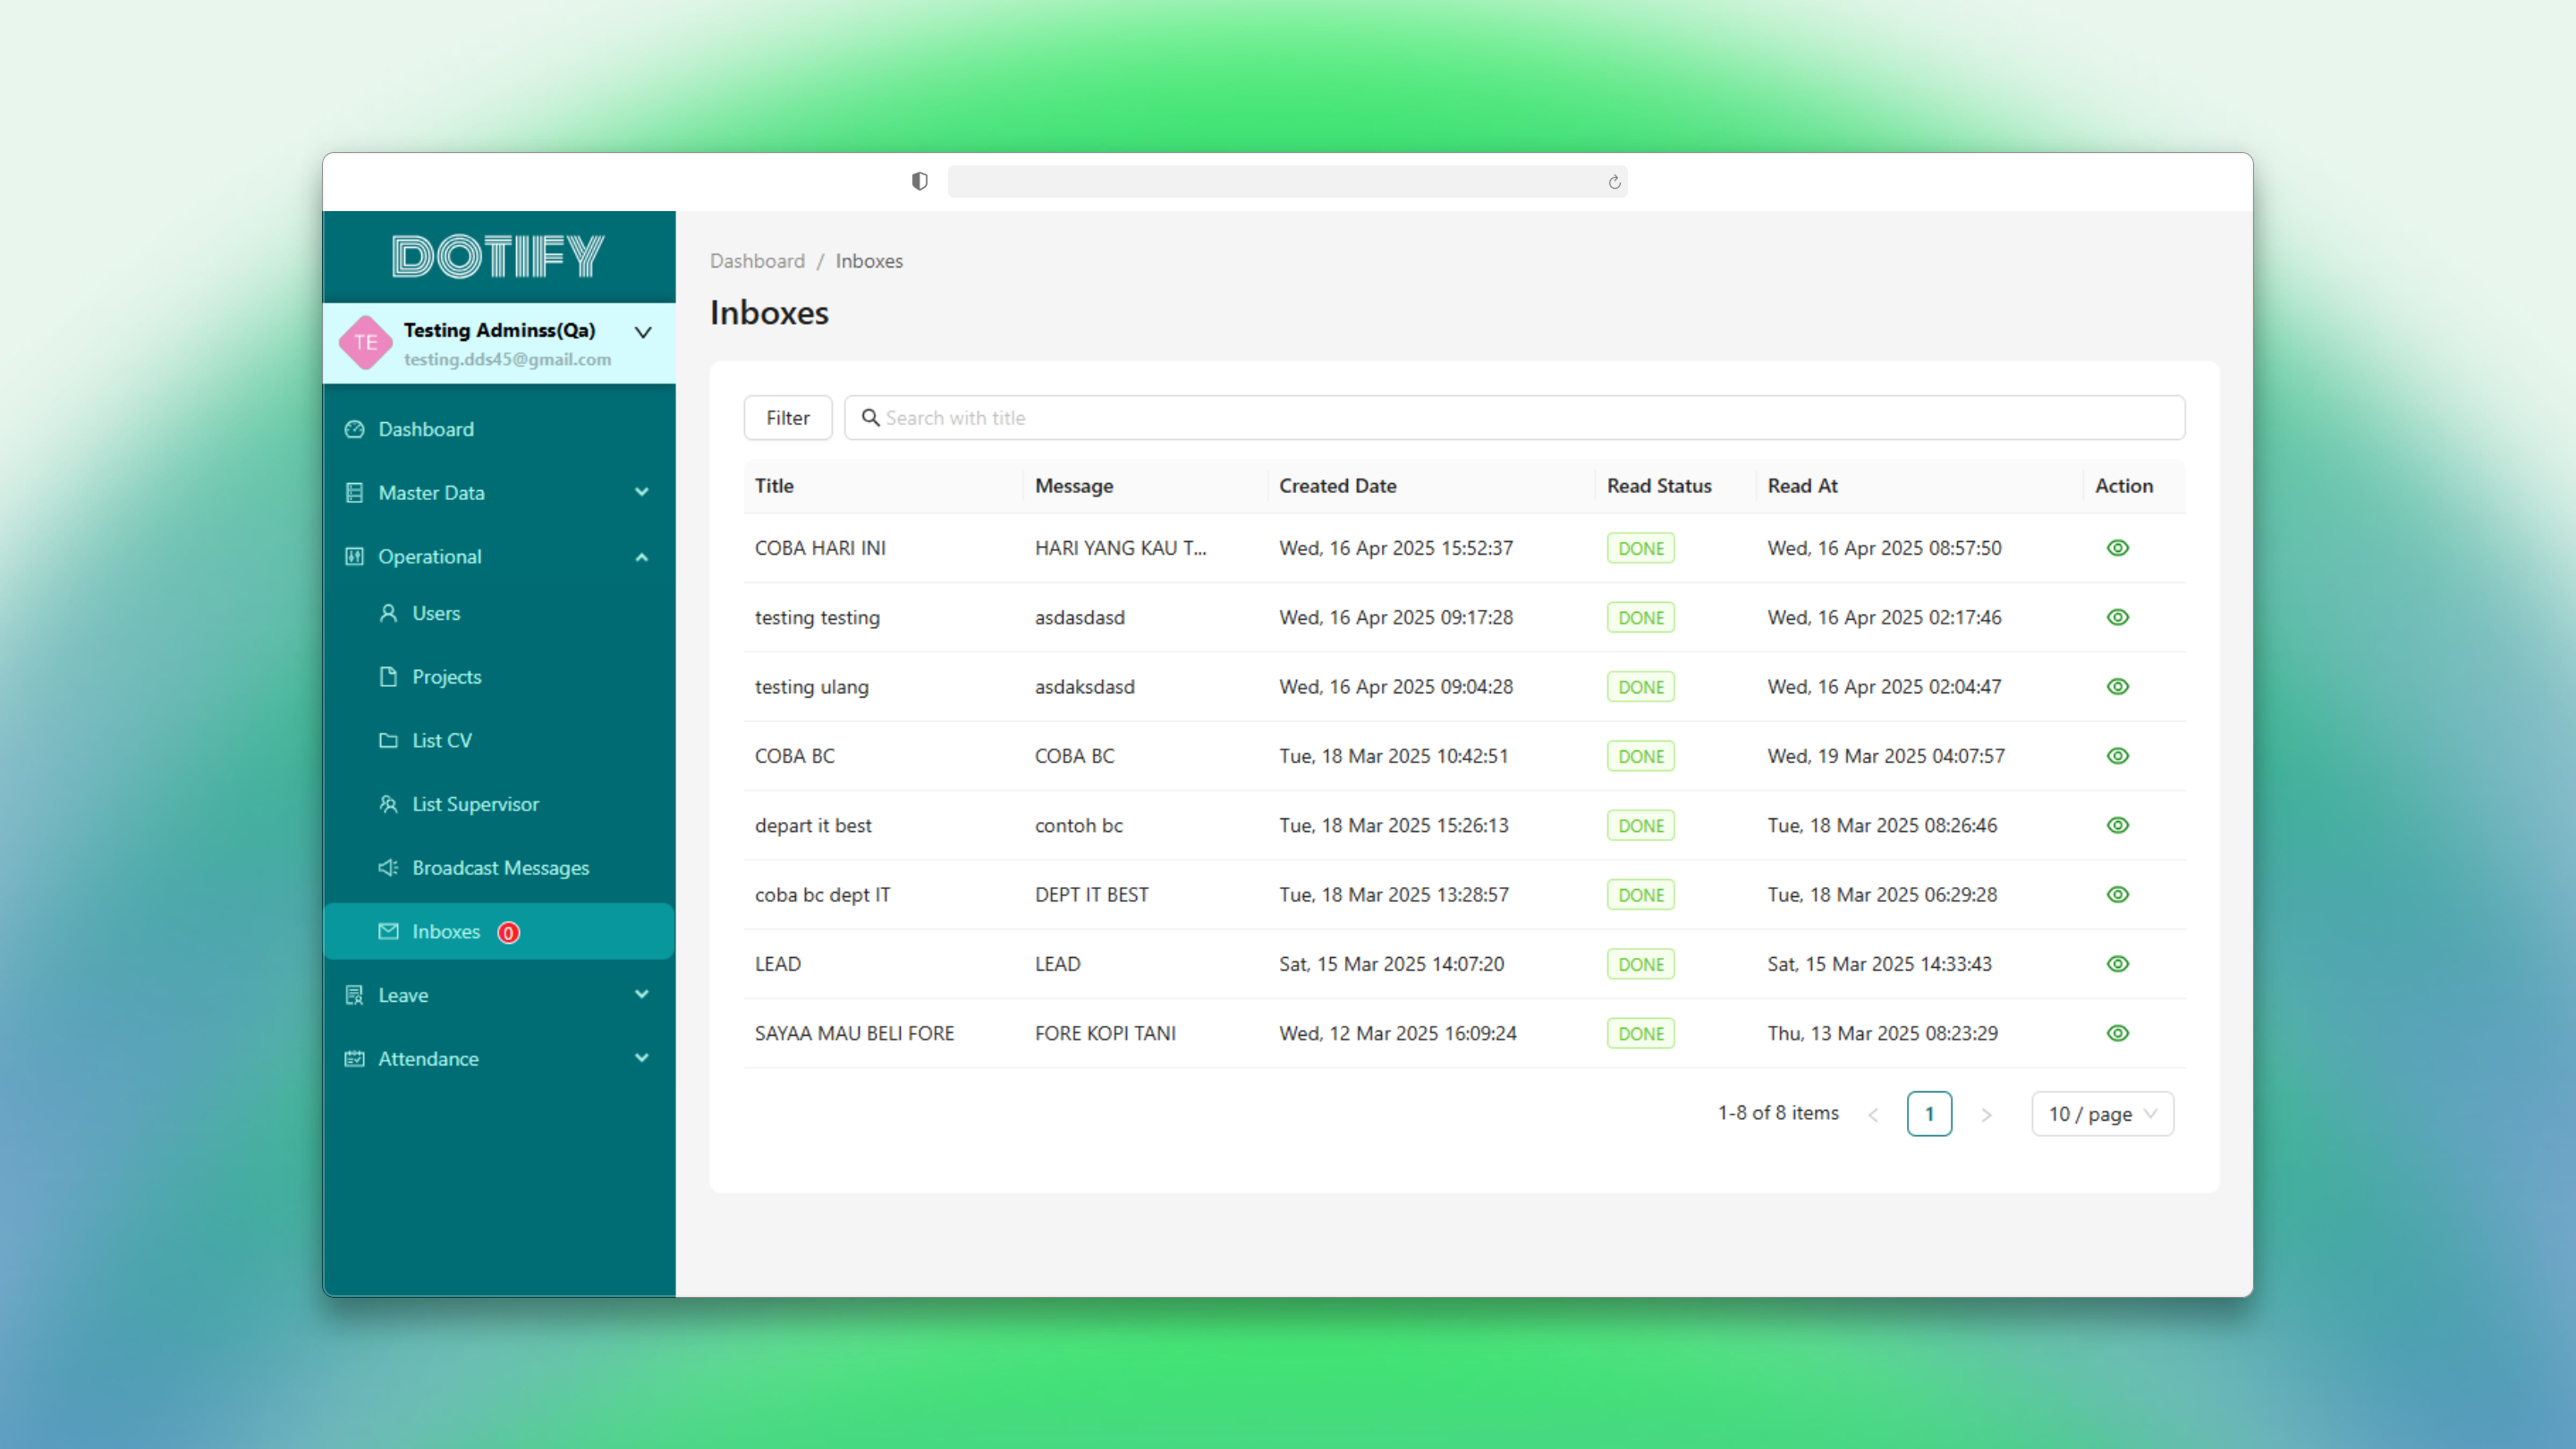 DOTIFY
TE
Testing Adminss(Qa)
testing.dds45@gmail.com
Dashboard
Master Data
Operational
Users
Projects
List CV
List Supervisor
Broadcast Messages
Inboxes 0
Leave
Attendance
Dashboard / Inboxes
Inboxes
Filter Search with title
Title Message Created Date Read Status Read At Action
COBA HARI INI HARI YANG KAU T... Wed, 16 Apr 2025 15:52:37 DONE Wed, 16 Apr 2025 08:57:50
testing testing asdasdasd Wed, 16 Apr 2025 09:17:28 DONE Wed, 16 Apr 2025 02:17:46
testing ulang asdaksdasd Wed, 16 Apr 2025 09:04:28 DONE Wed, 16 Apr 2025 02:04:47
COBA BC COBA BC Tue, 18 Mar 2025 10:42:51 DONE Wed, 19 Mar 2025 04:07:57
depart it best contoh bc Tue, 18 Mar 2025 15:26:13 DONE Tue, 18 Mar 2025 08:26:46
coba bc dept IT DEPT IT BEST Tue, 18 Mar 2025 13:28:57 DONE Tue, 18 Mar 2025 06:29:28
LEAD LEAD Sat, 15 Mar 2025 14:07:20 DONE Sat, 15 Mar 2025 14:33:43
SAYAA MAU BELI FORE FORE KOPI TANI Wed, 12 Mar 2025 16:09:24 DONE Thu, 13 Mar 2025 08:23:29
1-8 of 8 items < 1 > 10 / page